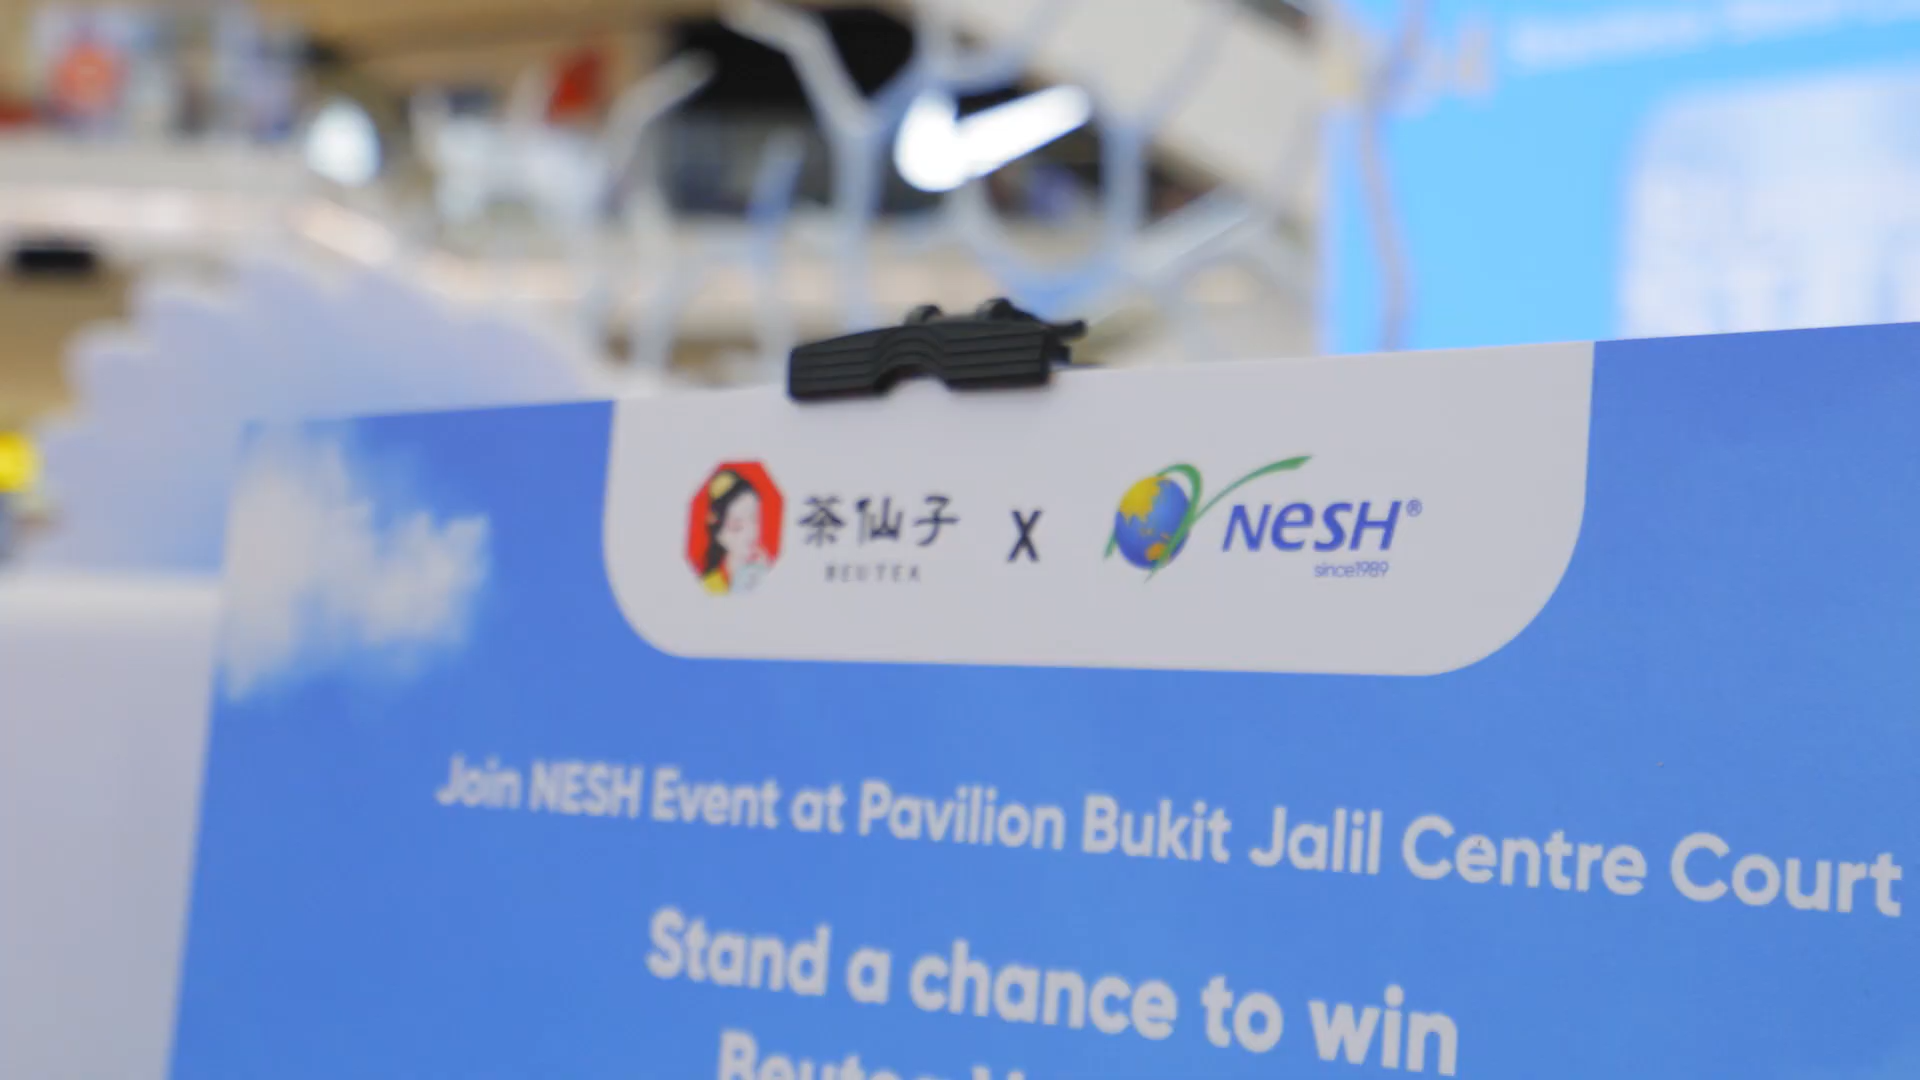 茶仙子 X NESH®
BEUTEA since1989
Join NESH Event at Pavilion Bukit Jalil Centre Court
Stand a chance to win
Beutea